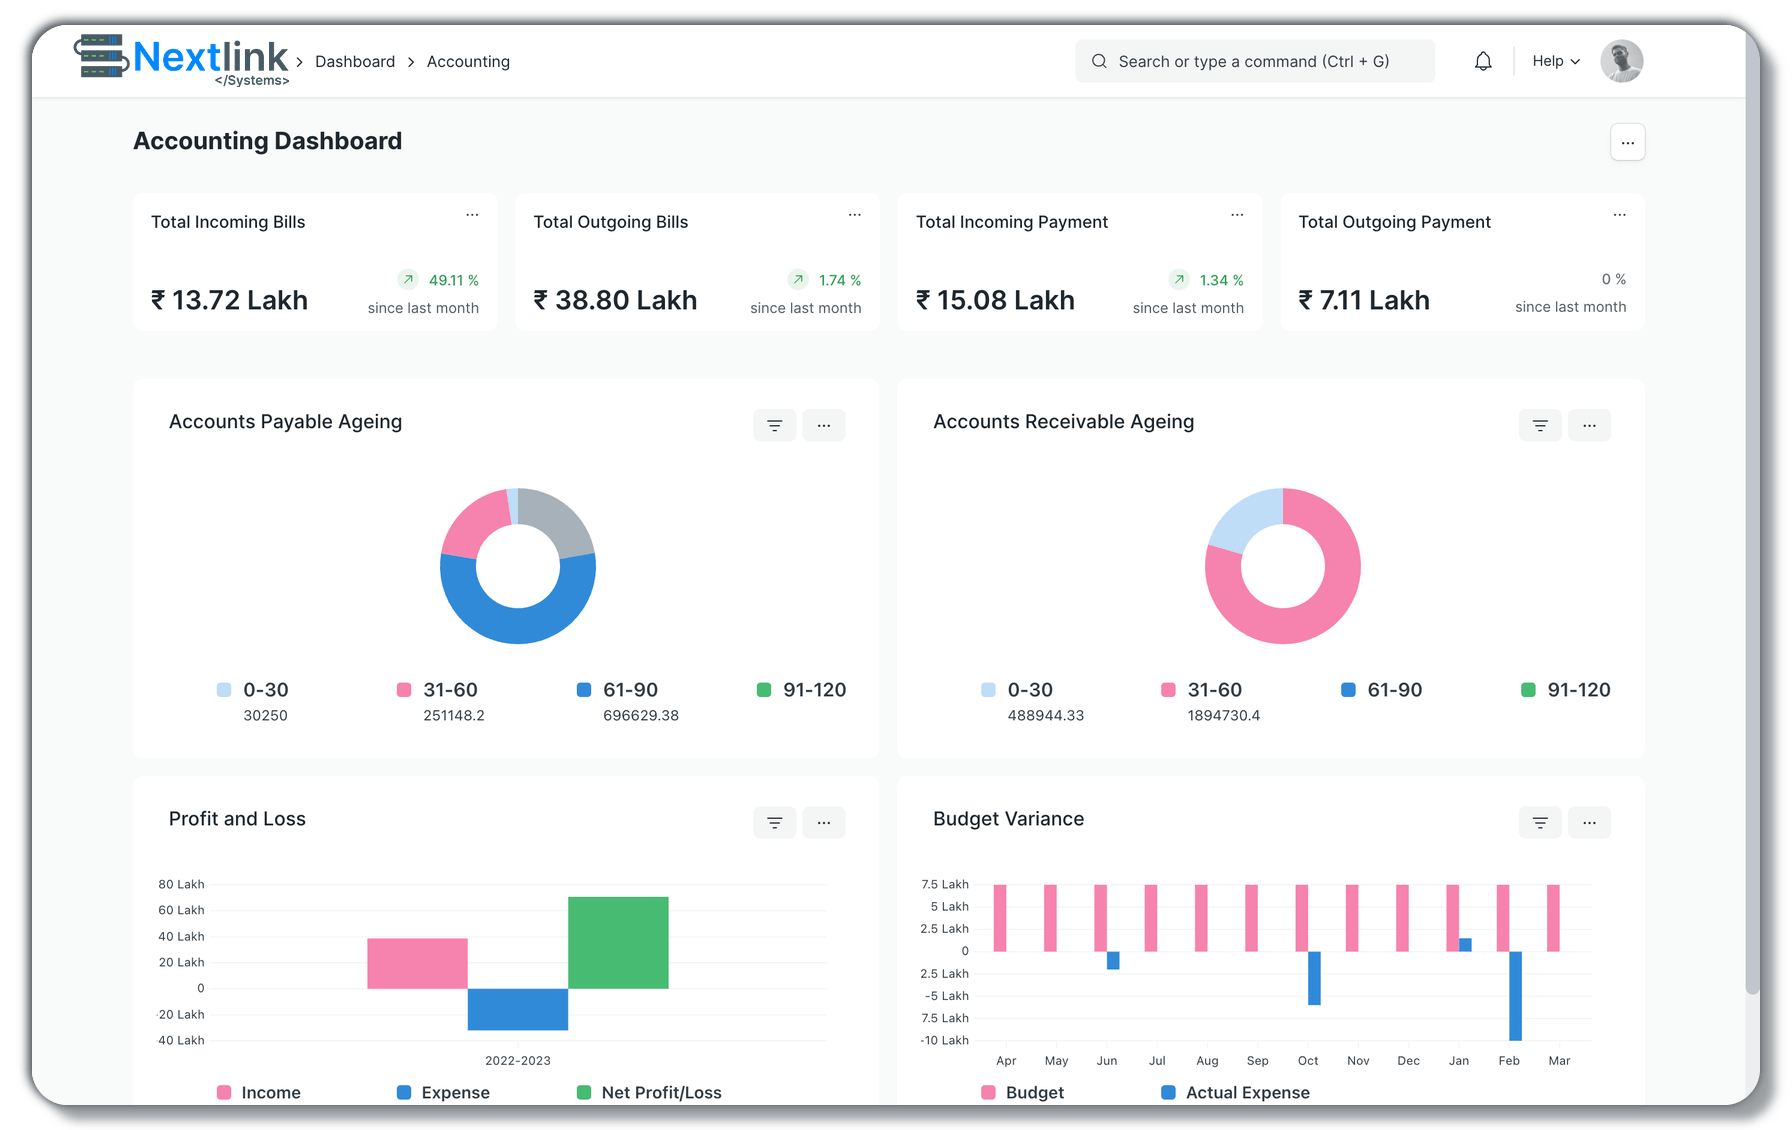 Nextlink
</Systems>
Dashboard
Accounting
Search or type a command (Ctrl + G)
Help
Accounting Dashboard
...
Total Incoming Bills
...
₹ 13.72 Lakh
49.11 %
since last month
Total Outgoing Bills
...
₹ 38.80 Lakh
1.74 %
since last month
Total Incoming Payment
...
₹ 15.08 Lakh
1.34 %
since last month
Total Outgoing Payment
...
₹ 7.11 Lakh
0 %
since last month
Accounts Payable Ageing
...
0-30
30250
31-60
251148.2
61-90
696629.38
91-120
Accounts Receivable Ageing
...
0-30
488944.33
31-60
1894730.4
61-90
91-120
Profit and Loss
...
80 Lakh
60 Lakh
40 Lakh
20 Lakh
0
-20 Lakh
-40 Lakh
2022-2023
Income
Expense
Net Profit/Loss
Budget Variance
...
7.5 Lakh
5 Lakh
2.5 Lakh
0
2.5 Lakh
-5 Lakh
7.5 Lakh
-10 Lakh
Apr May Jun Jul Aug Sep Oct Nov Dec Jan Feb Mar
Budget
Actual Expense